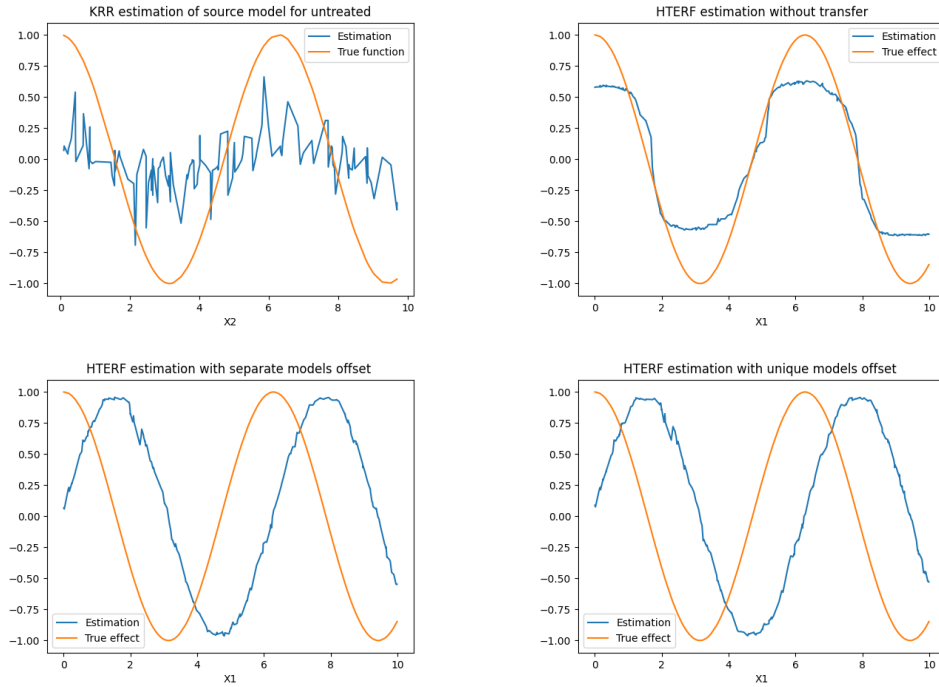 KRR estimation of source model for untreated
1.00
0.75
0.50
0.25
0.00
−0.25
−0.50
−0.75
−1.00
Estimation
True function
0 2 4 6 8 10
X2
HTERF estimation without transfer
1.00
0.75
0.50
0.25
0.00
−0.25
−0.50
−0.75
−1.00
Estimation
True effect
0 2 4 6 8 10
X1
HTERF estimation with separate models offset
1.00
0.75
0.50
0.25
0.00
−0.25
−0.50
−0.75
−1.00
Estimation
True effect
0 2 4 6 8 10
X1
HTERF estimation with unique models offset
1.00
0.75
0.50
0.25
0.00
−0.25
−0.50
−0.75
−1.00
Estimation
True effect
0 2 4 6 8 10
X1